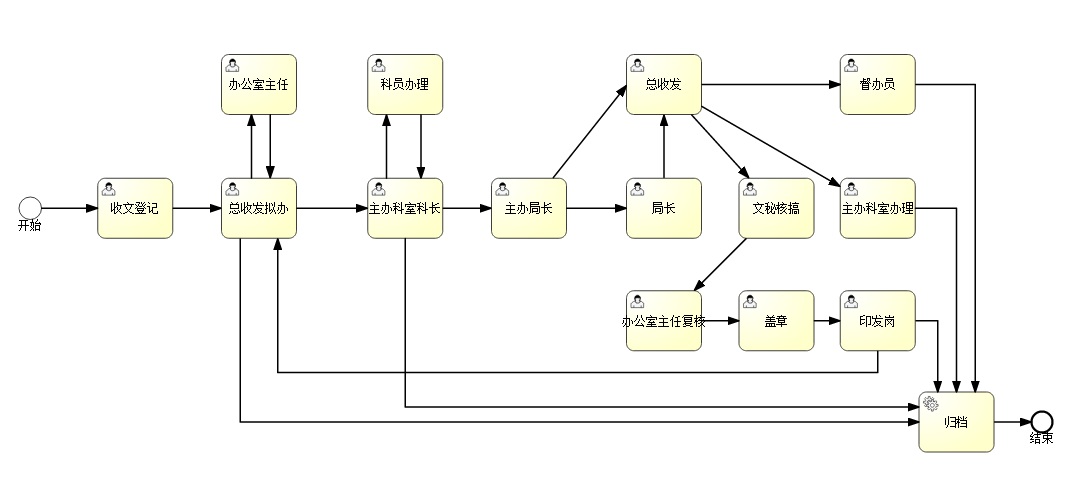 办公室主任
科员办理
总收发
督办员
开始
收文登记
总收发拟办
主办科室科长
主办局长
局长
文秘核搞
主办科室办理
办公室主任复核
盖章
印发岗
归档
结束